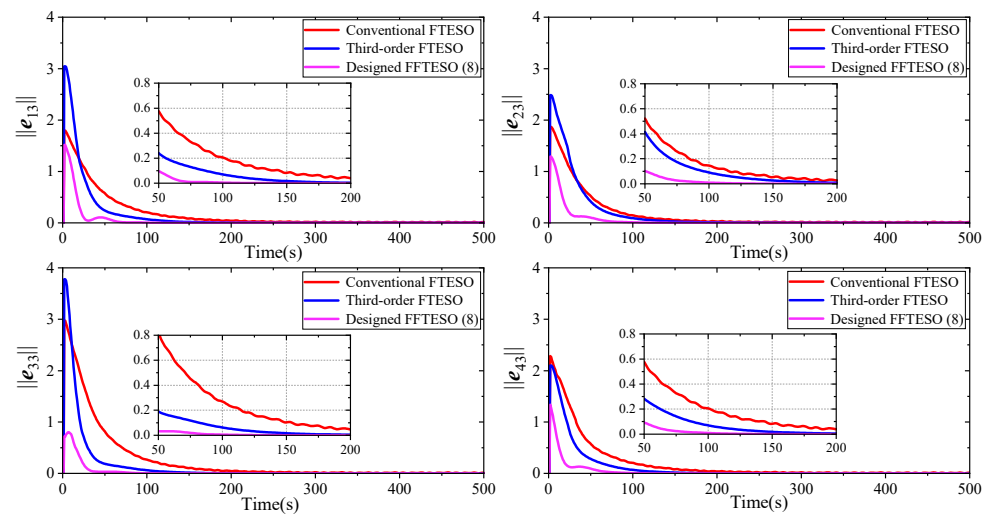 ||e13||
4
3
2
1
0
Conventional FTESO
Third-order FTESO
Designed FFTESO (8)
0.8
0.6
0.4
0.2
0.0
50 100 150 200
0 100 200 300 400 500
Time(s)
||e23||
4
3
2
1
0
Conventional FTESO
Third-order FTESO
Designed FFTESO (8)
0.8
0.6
0.4
0.2
0.0
50 100 150 200
0 100 200 300 400 500
Time(s)
||e33||
4
3
2
1
0
Conventional FTESO
Third-order FTESO
Designed FFTESO (8)
0.8
0.6
0.4
0.2
0.0
50 100 150 200
0 100 200 300 400 500
Time(s)
||e43||
4
3
2
1
0
Conventional FTESO
Third-order FTESO
Designed FFTESO (8)
0.8
0.6
0.4
0.2
0.0
50 100 150 200
0 100 200 300 400 500
Time(s)